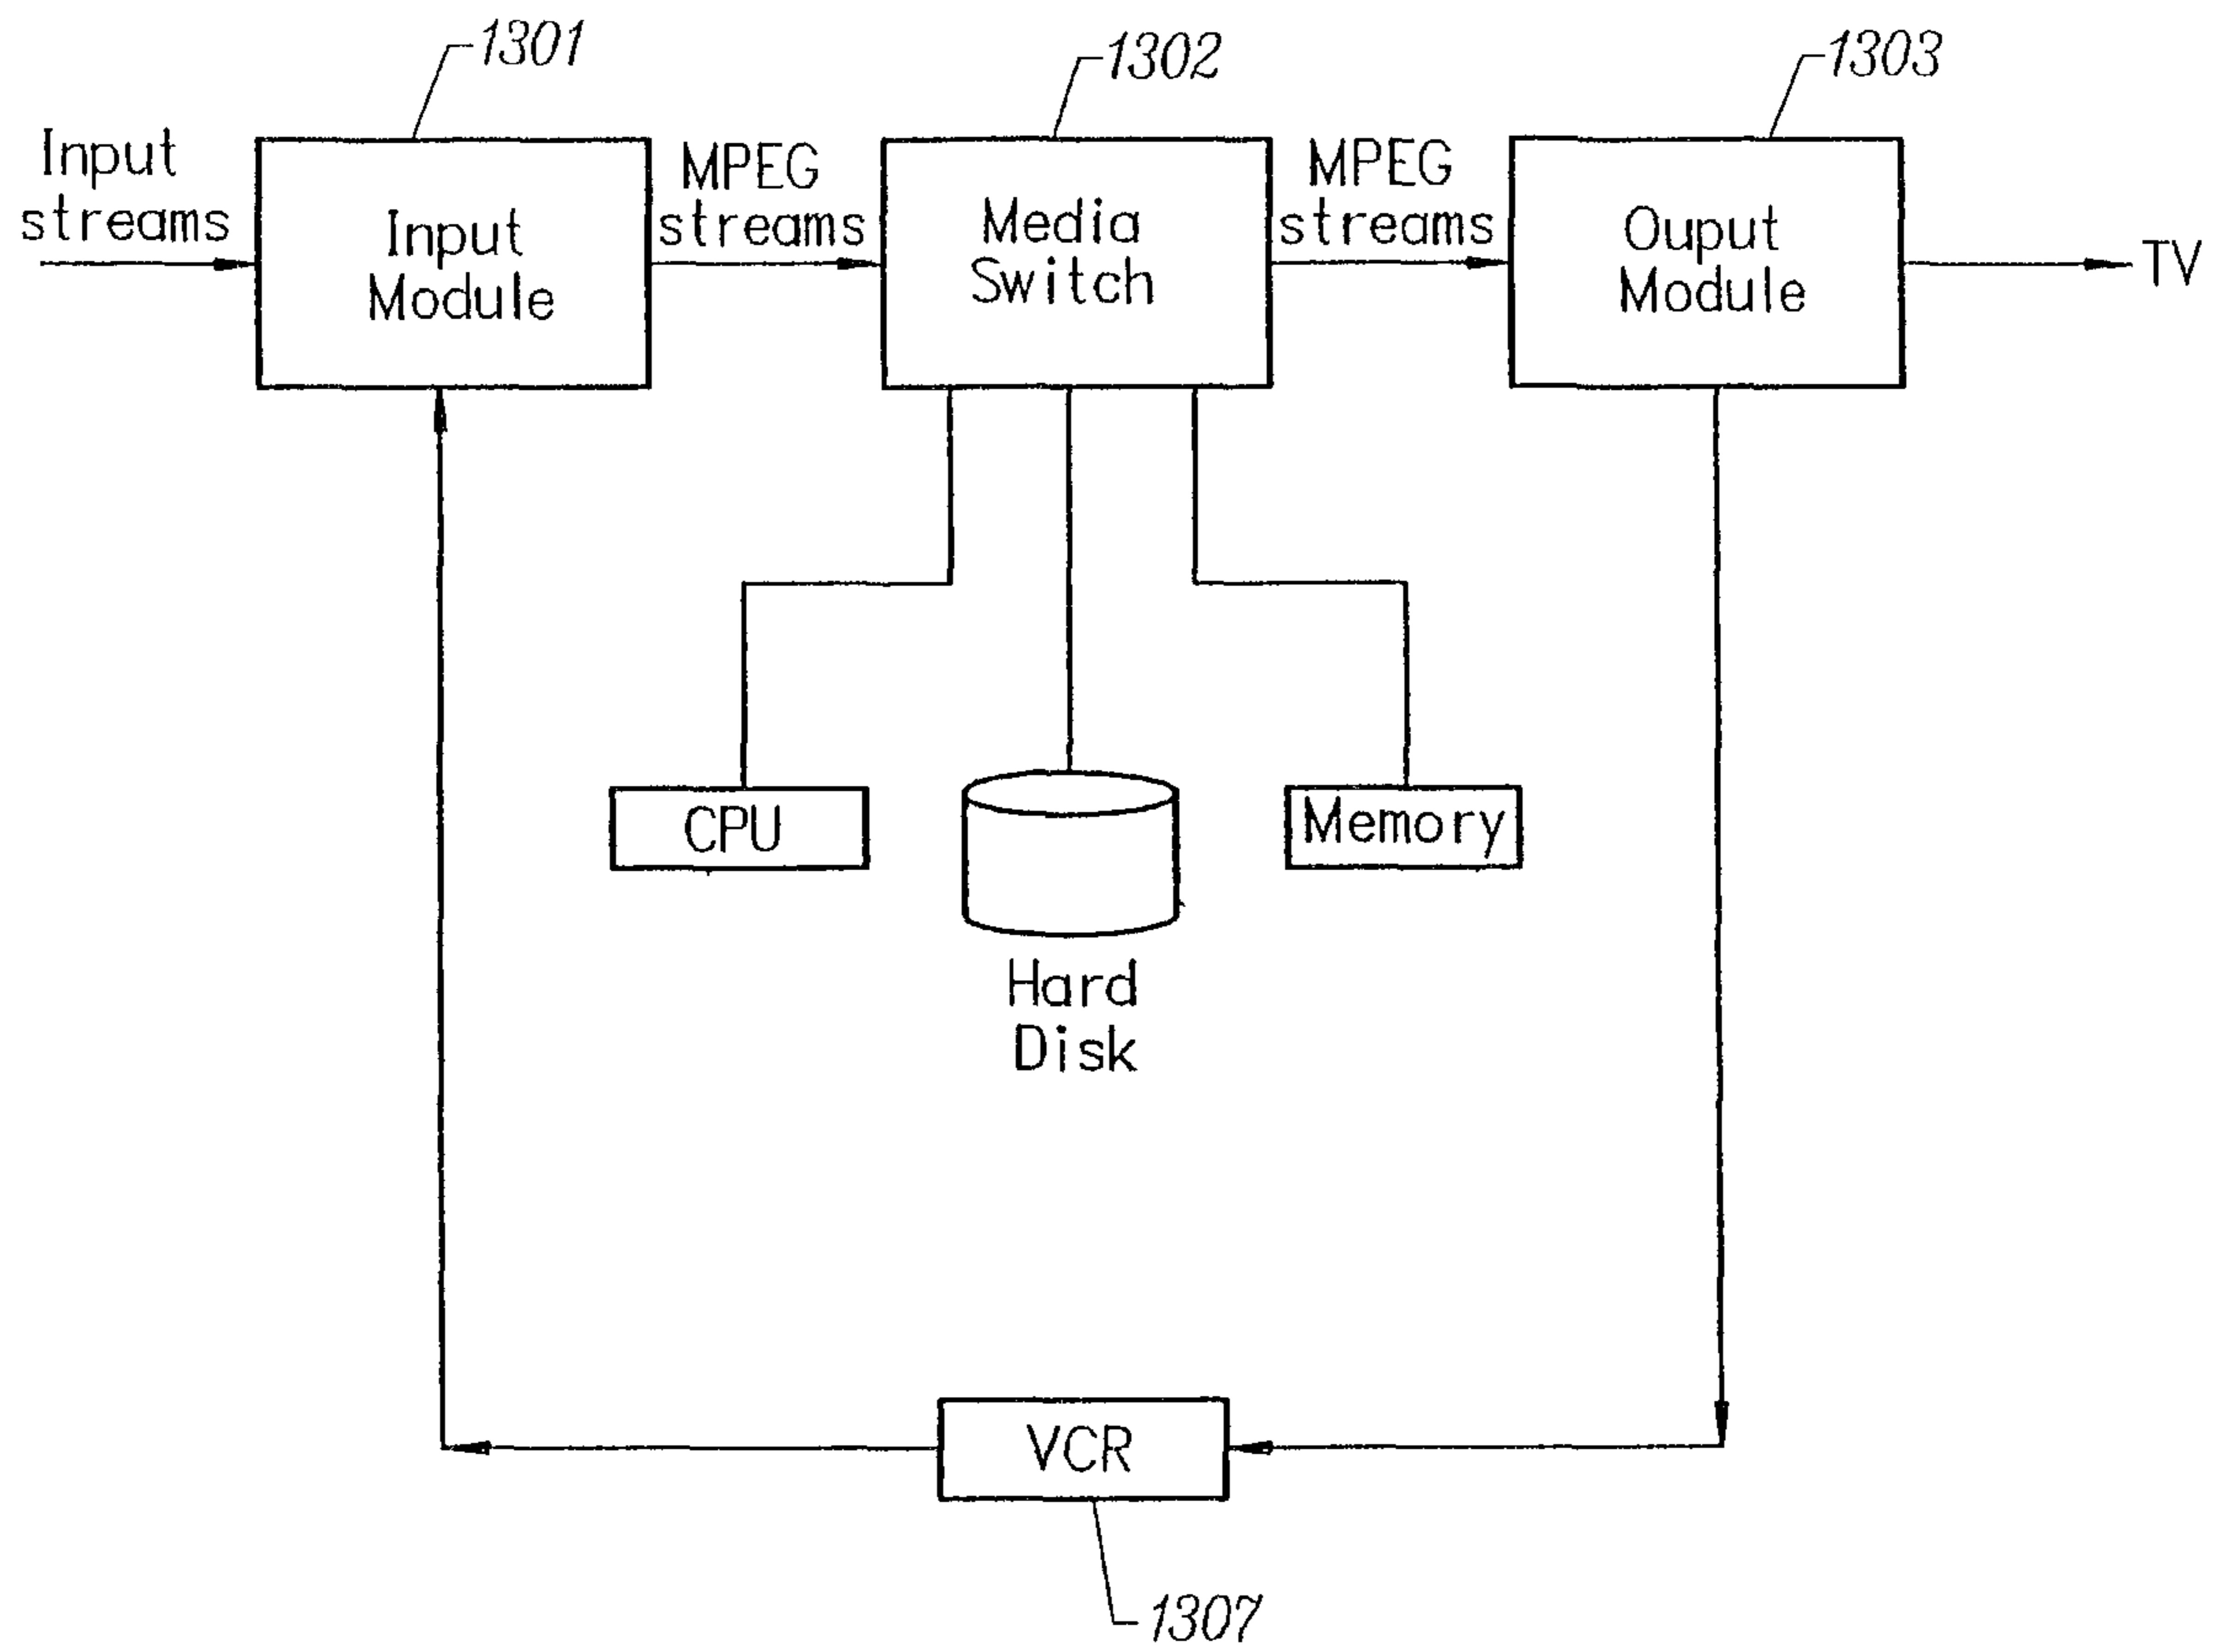 1301
1302
1303
Input
streams
Input
Module
MPEG
streams
Media
Switch
MPEG
streams
Ouput
Module
TV
CPU
Memory
Hard
Disk
VCR
1307